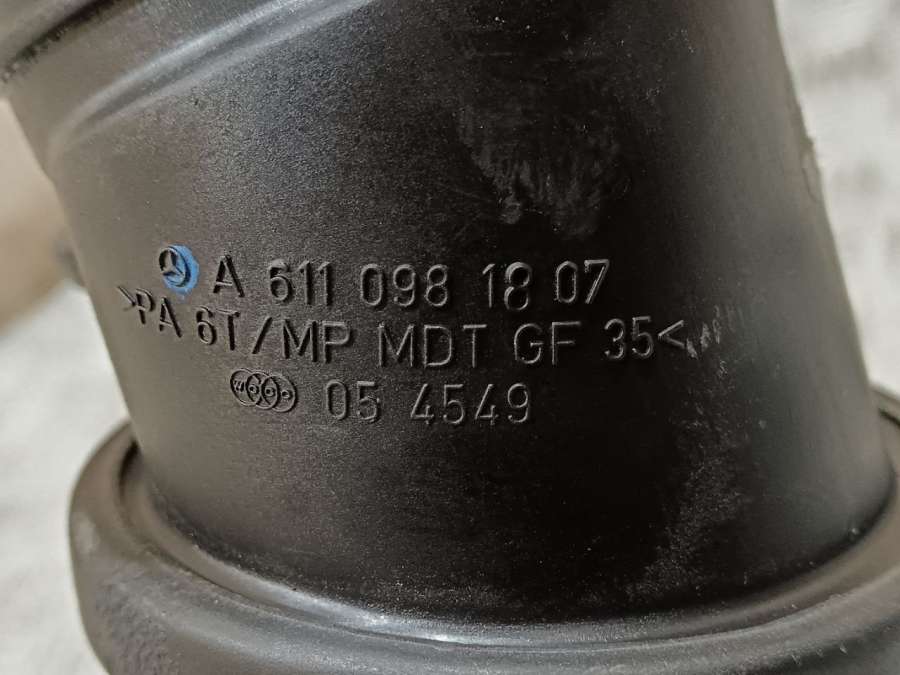 A 611 098 18 07
>PA 6T/MP MDT GF 35<
05 4549